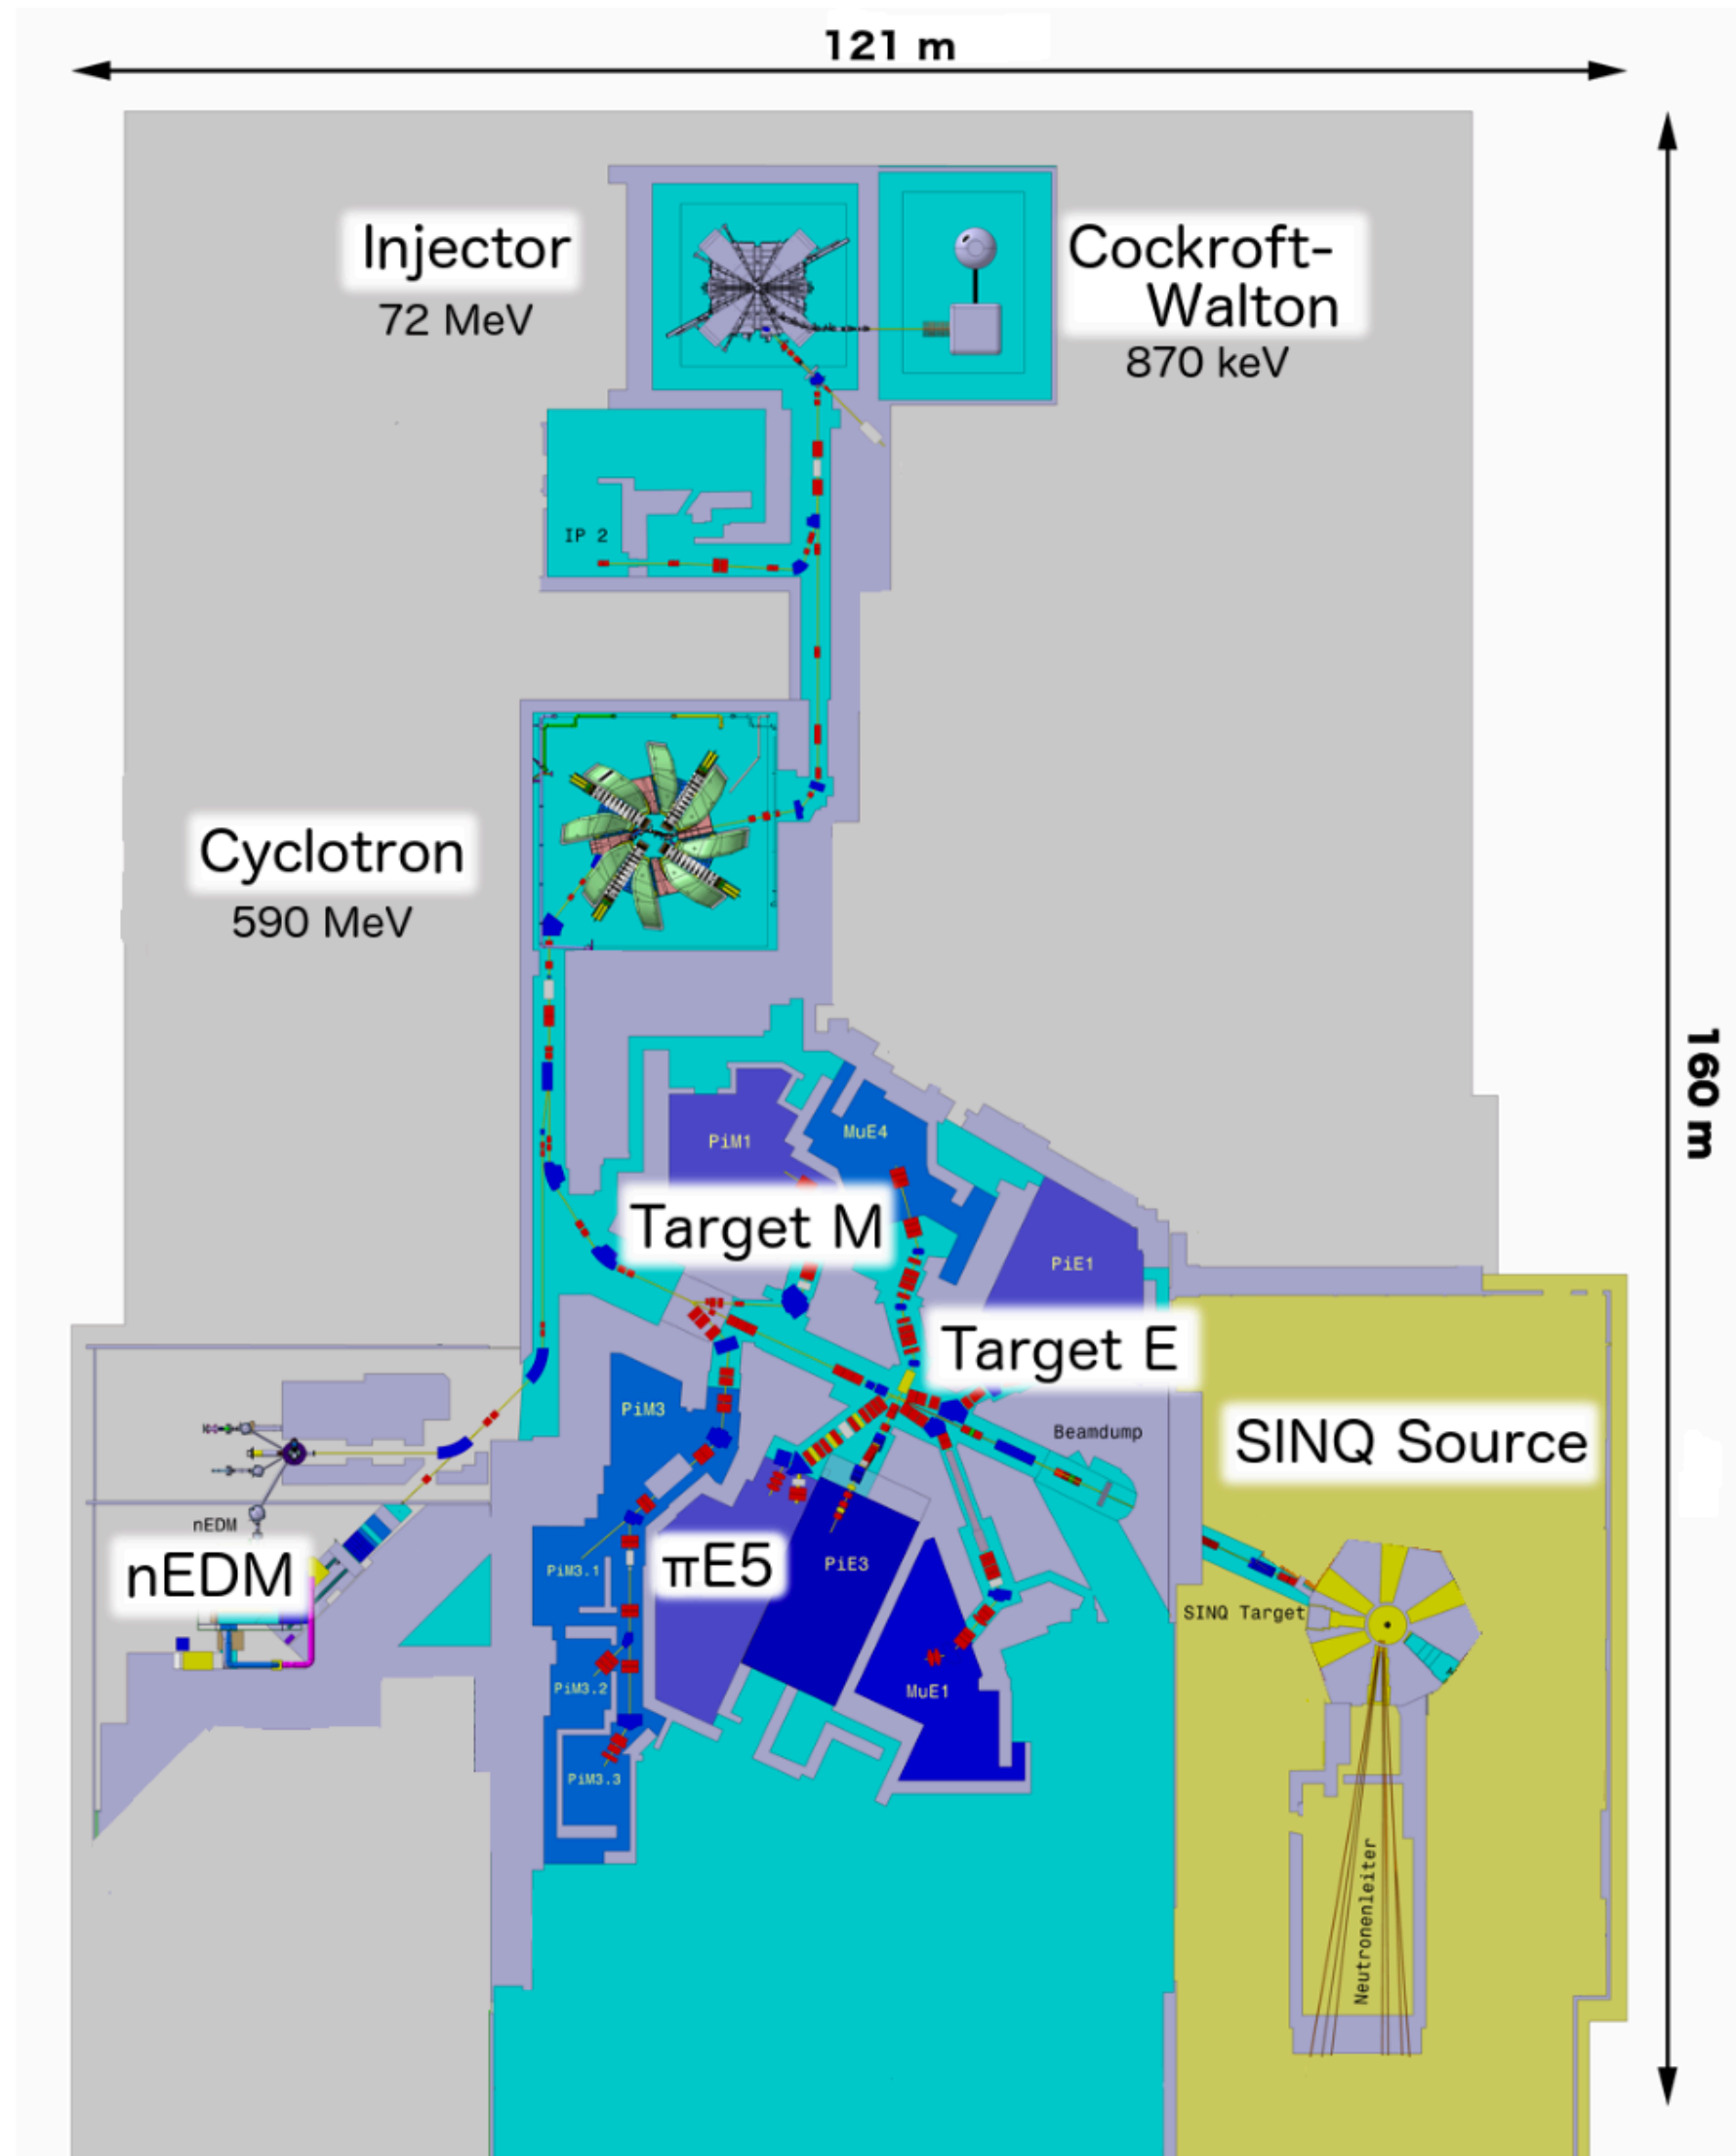 121 m
Injector
72 MeV
Cockroft-
Walton
870 keV
IP 2
Cyclotron
590 MeV
160 m
PiM1
MuE4
Target M
PiE1
Target E
PiM3
Beamdump
SINQ Source
nEDM
nEDM
πE5
PiM3.1
PiE3
SINQ Target
PiM3.2
MuE1
PiM3.3
Neutronenleiter